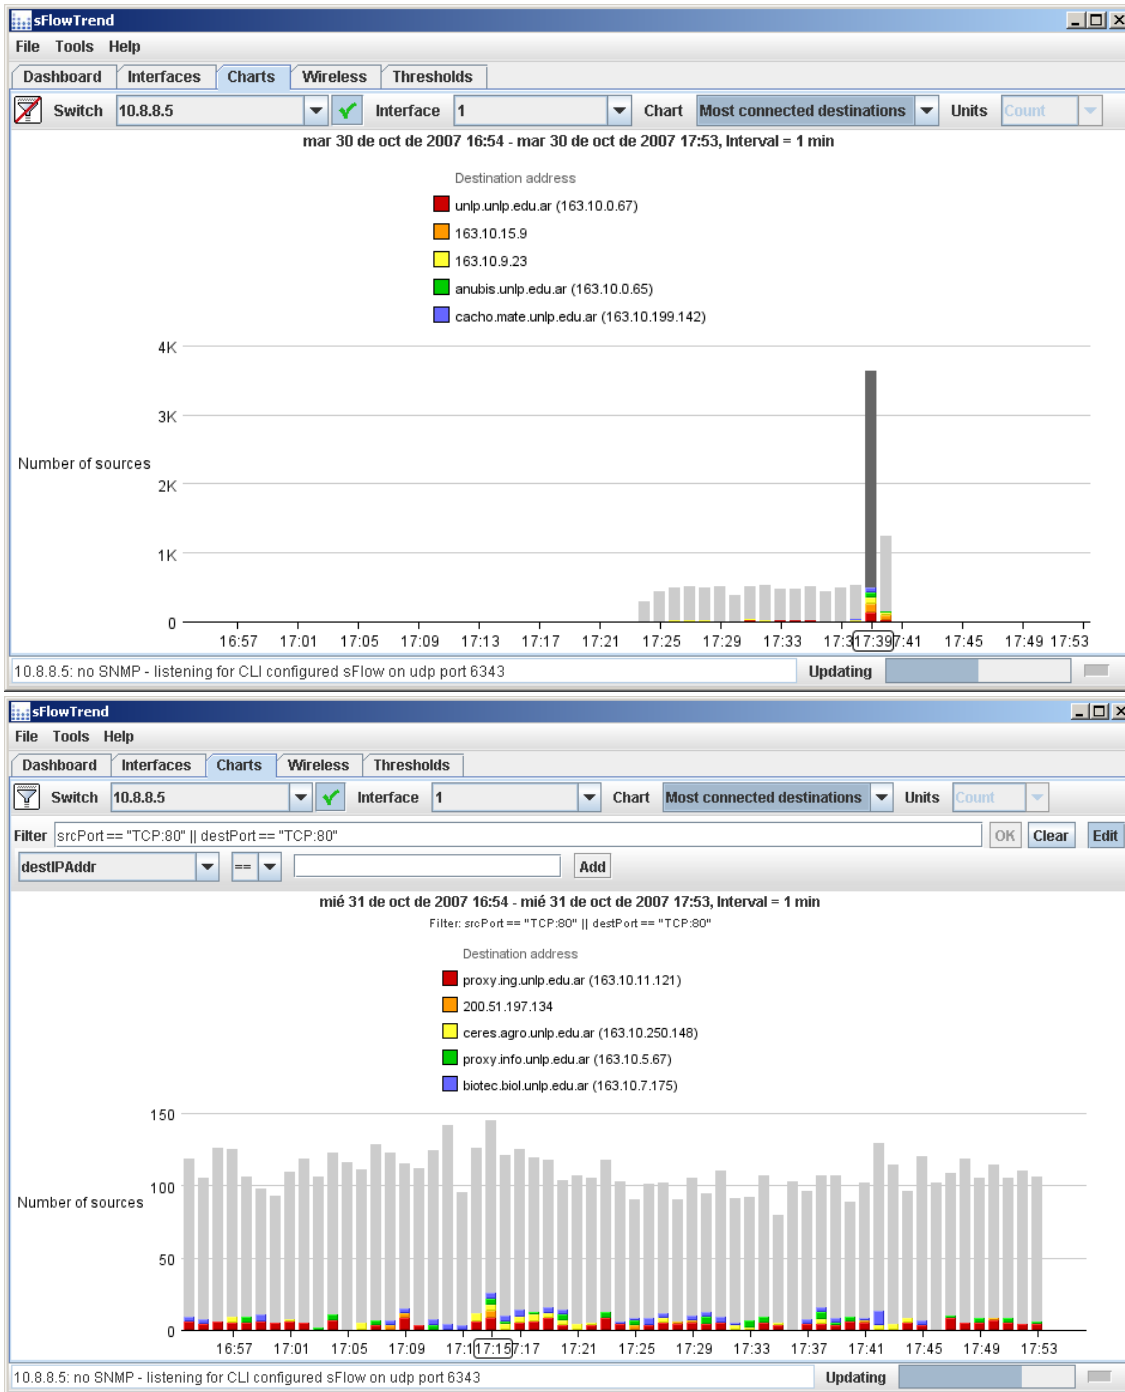 sFlowTrend
File Tools Help
Dashboard Interfaces Charts Wireless Thresholds
Switch 10.8.8.5 Interface 1 Chart Most connected destinations Units Count
mar 30 de oct de 2007 16:54 - mar 30 de oct de 2007 17:53, Interval = 1 min
Destination address
unlp.unlp.edu.ar (163.10.0.67)
163.10.15.9
163.10.9.23
anubis.unlp.edu.ar (163.10.0.65)
cacho.mate.unlp.edu.ar (163.10.199.142)
4K
3K
Number of sources
2K
1K
0
16:57 17:01 17:05 17:09 17:13 17:17 17:21 17:25 17:29 17:33 17:39 17:45 17:49 17:53
10.8.8.5: no SNMP - listening for CLI configured sFlow on udp port 6343 Updating
sFlowTrend
File Tools Help
Dashboard Interfaces Charts Wireless Thresholds
Switch 10.8.8.5 Interface 1 Chart Most connected destinations Units Count
Filter srcPort == "TCP:80" || destPort == "TCP:80" OK Clear Edit
destIPAddr == Add
mié 31 de oct de 2007 16:54 - mié 31 de oct de 2007 17:53, Interval = 1 min
Filter: srcPort == "TCP:80" || destPort == "TCP:80"
Destination address
proxy.ing.unlp.edu.ar (163.10.11.121)
200.51.197.134
ceres.agro.unlp.edu.ar (163.10.250.148)
proxy.info.unlp.edu.ar (163.10.5.67)
biotec.biol.unlp.edu.ar (163.10.7.175)
150
100
Number of sources
50
0
16:57 17:01 17:05 17:09 17:15 17:17 17:21 17:25 17:29 17:33 17:37 17:41 17:45 17:49 17:53
10.8.8.5: no SNMP - listening for CLI configured sFlow on udp port 6343 Updating